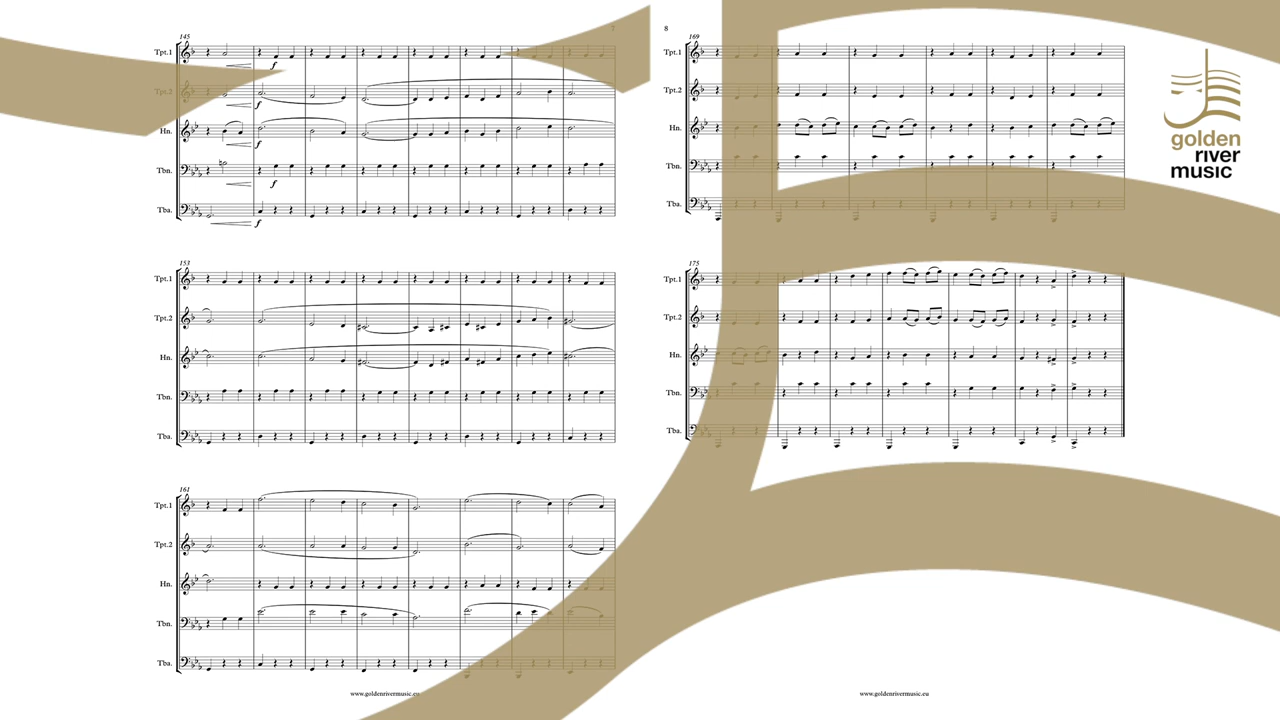 7
145
Tpt.1
Tpt.2
Hn.
Tbn.
Tba.
f
f
f
f
f
153
Tpt.1
Tpt.2
Hn.
Tbn.
Tba.
161
Tpt.1
Tpt.2
Hn.
Tbn.
Tba.
www.goldenrivermusic.eu
8
169
Tpt.1
Tpt.2
Hn.
Tbn.
Tba.
175
Tpt.1
Tpt.2
Hn.
Tbn.
Tba.
www.goldenrivermusic.eu
golden
river
music